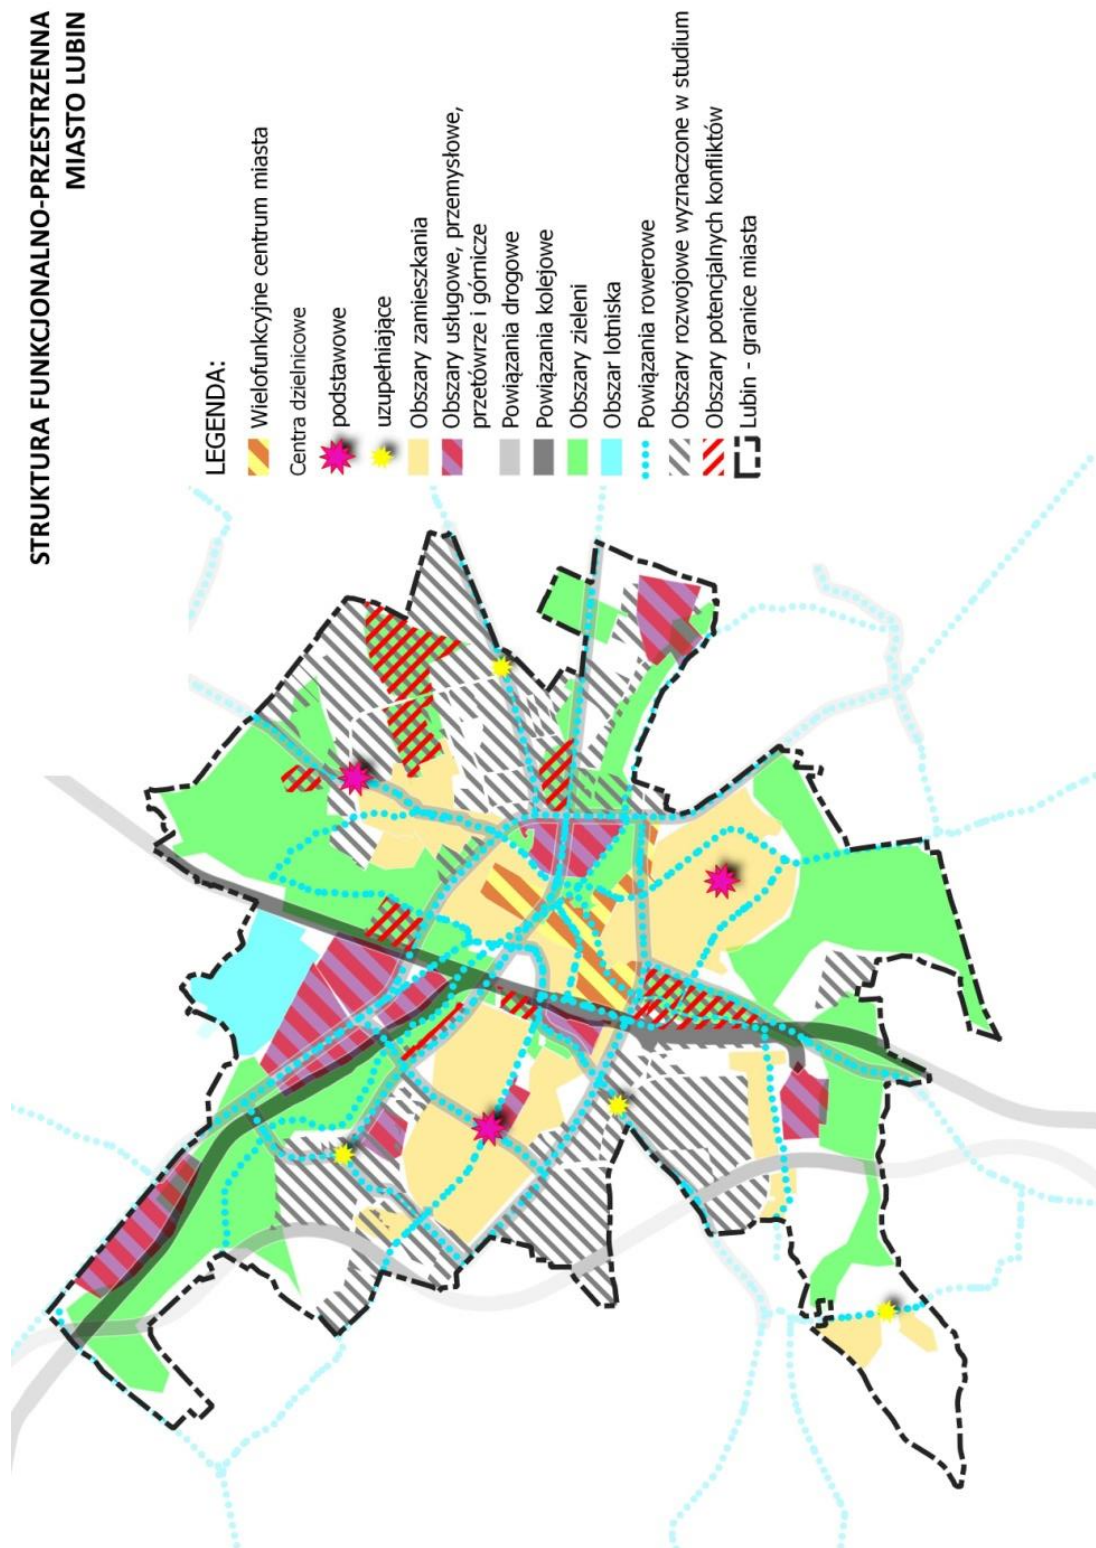 STRUKTURA FUNKCJONALNO-PRZESTRZENNA
MIASTO LUBIN
LEGENDA:
Wielofunkcyjne centrum miasta
Centra dzielnicowe
podstawowe
uzupełniające
Obszary zamieszkania
Obszary usługowe, przemysłowe,
przetówrze i górnicze
Powiązania drogowe
Powiązania kolejowe
Obszary zieleni
Obszar lotniska
Powiązania rowerowe
Obszary rozwojowe wyznaczone w studium
Obszary potencjalnych konfliktów
Lubin - granice miasta